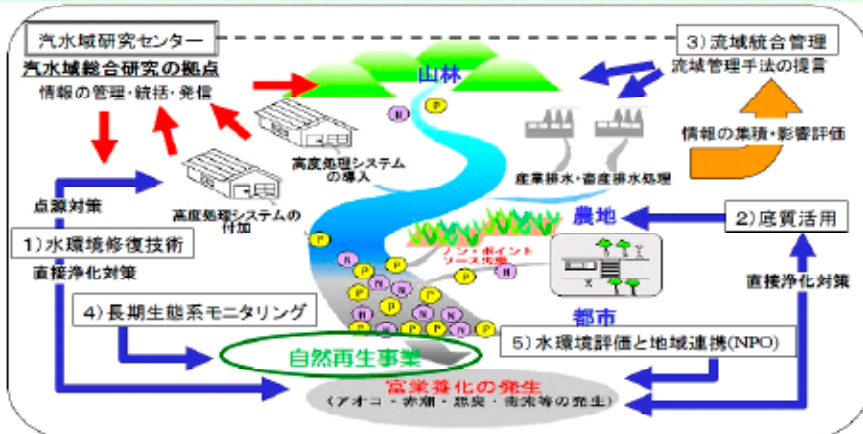 汽水域研究センター
汽水域総合研究の拠点
情報の管理・統括・発信
3) 流域統合管理
流域管理手法の提言
山林
P
N
情報の集積・影響評価
高度処理システム
の導入
産業排水・畜産排水処理
点源対策
高度処理システムの
付加
農地
2) 底質活用
1) 水環境修復技術
ノン・ポイント
ソース汚染
直接浄化対策
直接浄化対策
4) 長期生態系モニタリング
都市
5) 水環境評価と地域連携(NPO)
自然再生事業
富栄養化の発生
(アオコ・赤潮・悪臭・毒素等の発生)